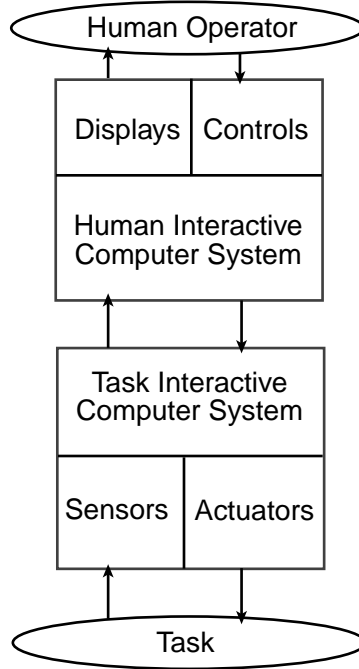 Human Operator
Displays
Controls
Human Interactive
Computer System
Task Interactive
Computer System
Sensors
Actuators
Task